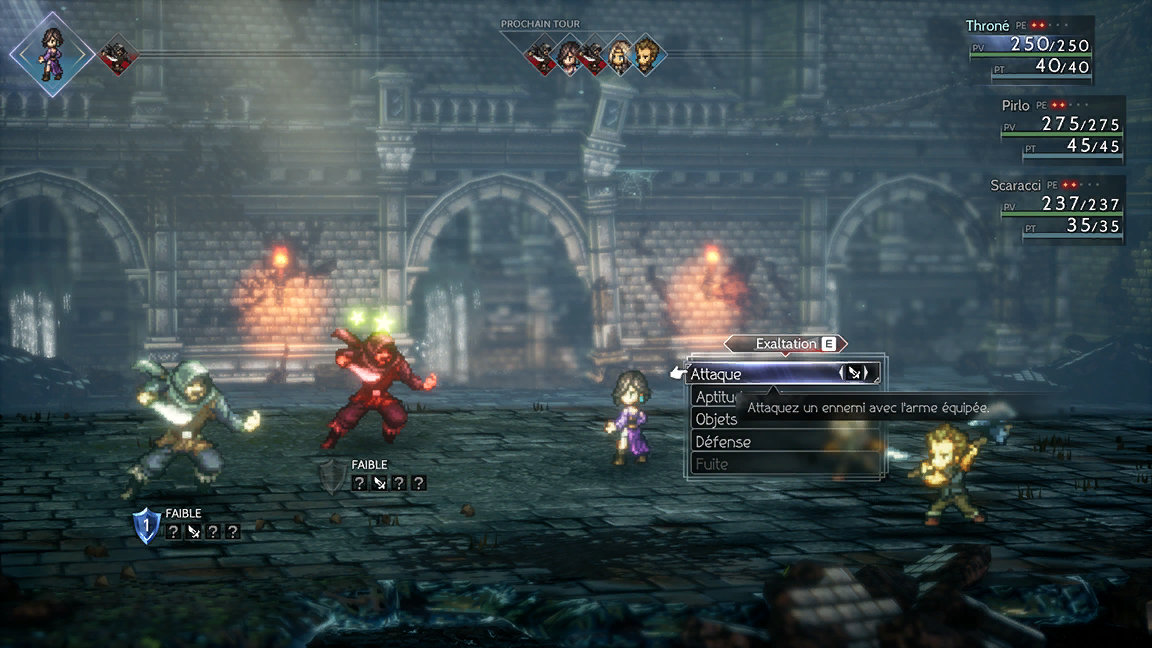 PROCHAIN TOUR
Throné PE
PV 250/250
PT 40/40
Pirlo PE
PV 275/275
PT 45/45
Scaracci PE
PV 237/237
PT 35/35
Exaltation E
Attaque
Aptitu
Attaquez un ennemi avec l'arme équipée.
Objets
Défense
Fuite
FAIBLE
? ? ?
1 FAIBLE
? ? ?